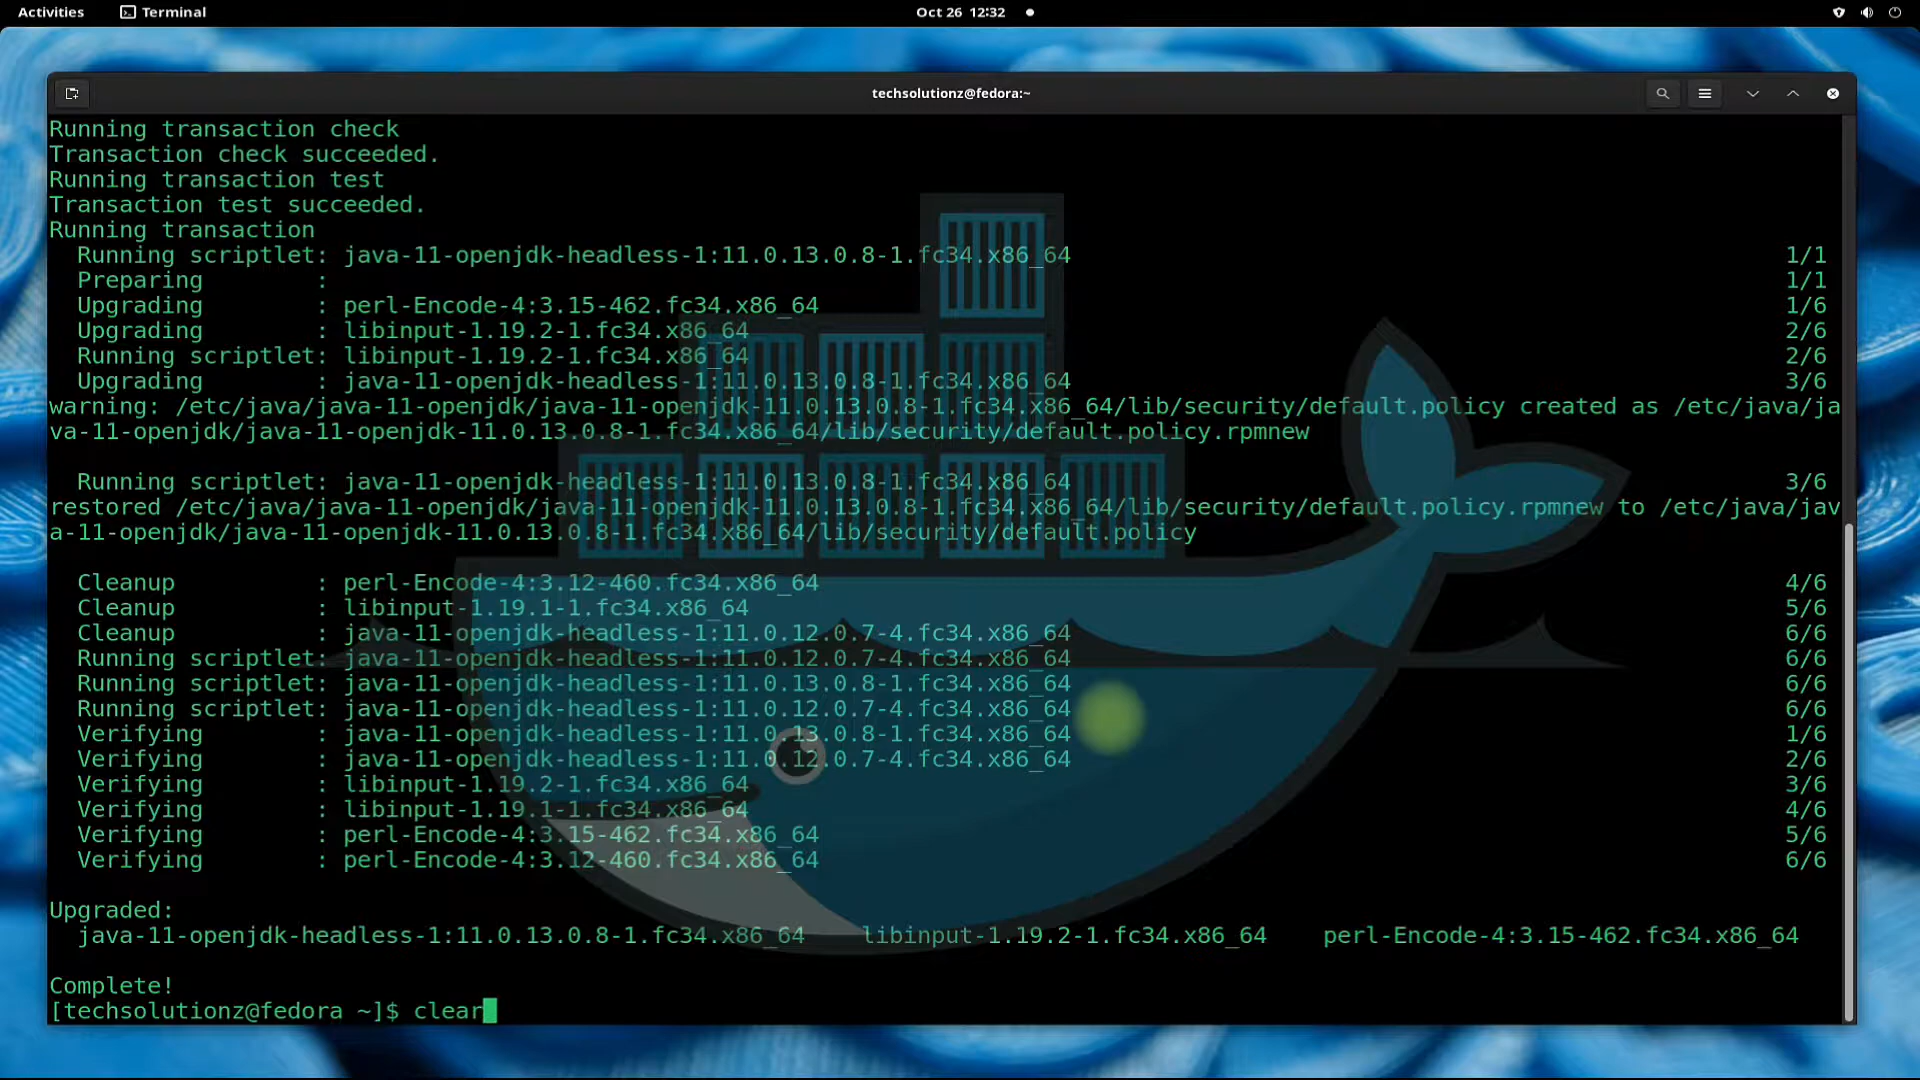 Activities Terminal Oct 26 12:32
techsolutionz@fedora:~
Running transaction check
Transaction check succeeded.
Running transaction test
Transaction test succeeded.
Running transaction
Running scriptlet: java-11-openjdk-headless-1:11.0.13.0.8-1.fc34.x86_64 1/1
Preparing : 1/1
Upgrading : perl-Encode-4:3.15-462.fc34.x86_64 1/6
Upgrading : libinput-1.19.2-1.fc34.x86_64 2/6
Running scriptlet: libinput-1.19.2-1.fc34.x86_64 2/6
Upgrading : java-11-openjdk-headless-1:11.0.13.0.8-1.fc34.x86_64 3/6
warning: /etc/java/java-11-openjdk/java-11-openjdk-11.0.13.0.8-1.fc34.x86_64/lib/security/default.policy created as /etc/java/ja
va-11-openjdk/java-11-openjdk-11.0.13.0.8-1.fc34.x86_64/lib/security/default.policy.rpmnew
Running scriptlet: java-11-openjdk-headless-1:11.0.13.0.8-1.fc34.x86_64 3/6
restored /etc/java/java-11-openjdk/java-11-openjdk-11.0.13.0.8-1.fc34.x86_64/lib/security/default.policy.rpmnew to /etc/java/jav
a-11-openjdk/java-11-openjdk-11.0.13.0.8-1.fc34.x86_64/lib/security/default.policy
Cleanup : perl-Encode-4:3.12-460.fc34.x86_64 4/6
Cleanup : libinput-1.19.1-1.fc34.x86_64 5/6
Cleanup : java-11-openjdk-headless-1:11.0.12.0.7-4.fc34.x86_64 6/6
Running scriptlet: java-11-openjdk-headless-1:11.0.12.0.7-4.fc34.x86_64 6/6
Running scriptlet: java-11-openjdk-headless-1:11.0.13.0.8-1.fc34.x86_64 6/6
Running scriptlet: java-11-openjdk-headless-1:11.0.12.0.7-4.fc34.x86_64 6/6
Verifying : java-11-openjdk-headless-1:11.0.13.0.8-1.fc34.x86_64 1/6
Verifying : java-11-openjdk-headless-1:11.0.12.0.7-4.fc34.x86_64 2/6
Verifying : libinput-1.19.2-1.fc34.x86_64 3/6
Verifying : libinput-1.19.1-1.fc34.x86_64 4/6
Verifying : perl-Encode-4:3.15-462.fc34.x86_64 5/6
Verifying : perl-Encode-4:3.12-460.fc34.x86_64 6/6
Upgraded:
java-11-openjdk-headless-1:11.0.13.0.8-1.fc34.x86_64 libinput-1.19.2-1.fc34.x86_64 perl-Encode-4:3.15-462.fc34.x86_64
Complete!
[techsolutionz@fedora ~]$ clear